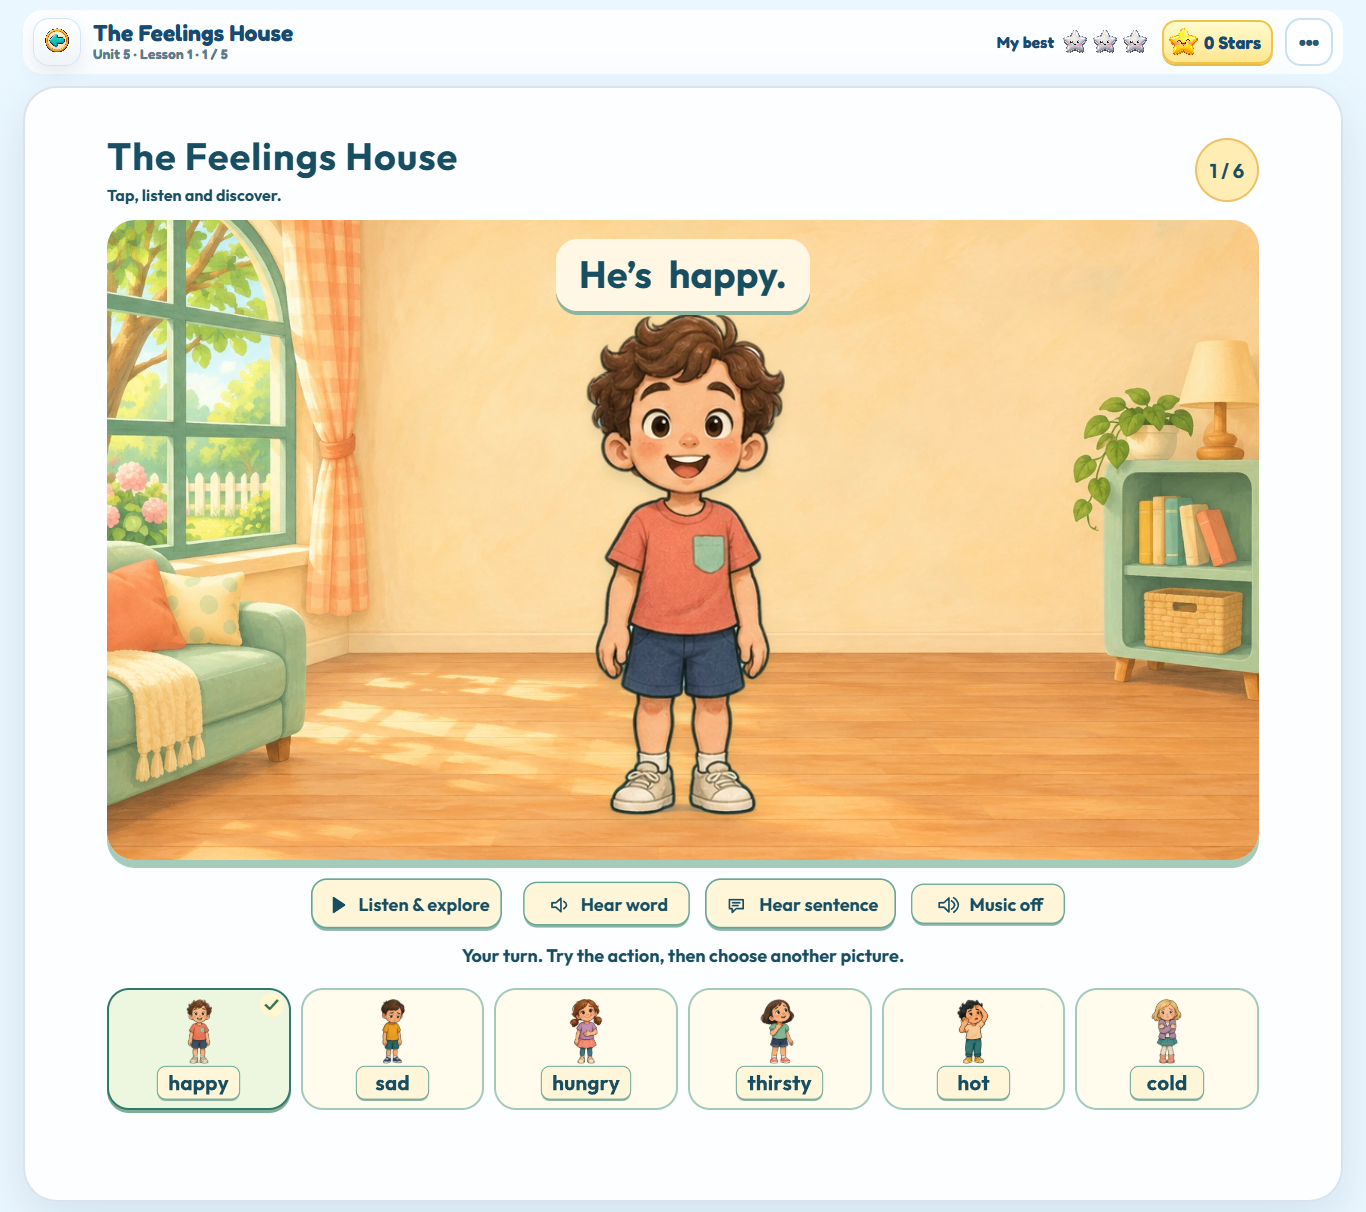 The Feelings House
Unit 5 · Lesson 1 · 1 / 5
My best
0 Stars
The Feelings House
Tap, listen and discover.
1 / 6
He’s happy.
Listen & explore
Hear word
Hear sentence
Music off
Your turn. Try the action, then choose another picture.
happy
sad
hungry
thirsty
hot
cold